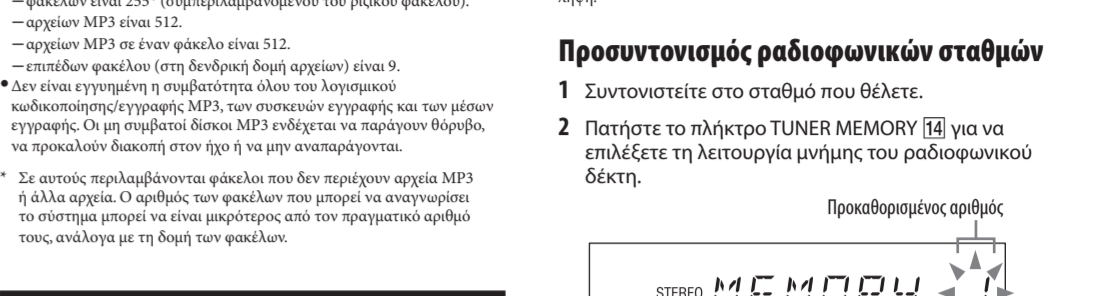 — φακέλων είναι 255* (συμπεριλαμβανομένου του ριζικού φακέλου).
— αρχείων MP3 είναι 512.
— αρχείων MP3 σε έναν φάκελο είναι 512.
— επιπέδων φακέλου (στη δενδρική δομή αρχείων) είναι 9.
• Δεν είναι εγγυημένη η συμβατότητα όλου του λογισμικού
κωδικοποίησης/εγγραφής MP3, των συσκευών εγγραφής και των μέσων
εγγραφής. Οι μη συμβατοί δίσκοι MP3 ενδέχεται να παράγουν θόρυβο,
να προκαλούν διακοπή στον ήχο ή να μην αναπαράγονται.
* Σε αυτούς περιλαμβάνονται φάκελοι που δεν περιέχουν αρχεία MP3
ή άλλα αρχεία. Ο αριθμός των φακέλων που μπορεί να αναγνωρίσει
το σύστημα μπορεί να είναι μικρότερος από τον πραγματικό αριθμό
τους, ανάλογα με τη δομή των φακέλων.
Προσυντονισμός ραδιοφωνικών σταθμών
1 Συντονιστείτε στο σταθμό που θέλετε.
2 Πατήστε το πλήκτρο TUNER MEMORY 14 για να
επιλέξετε τη λειτουργία μνήμης του ραδιοφωνικού
δέκτη.
Προκαθορισμένος αριθμός
STEREO MEMORY 1